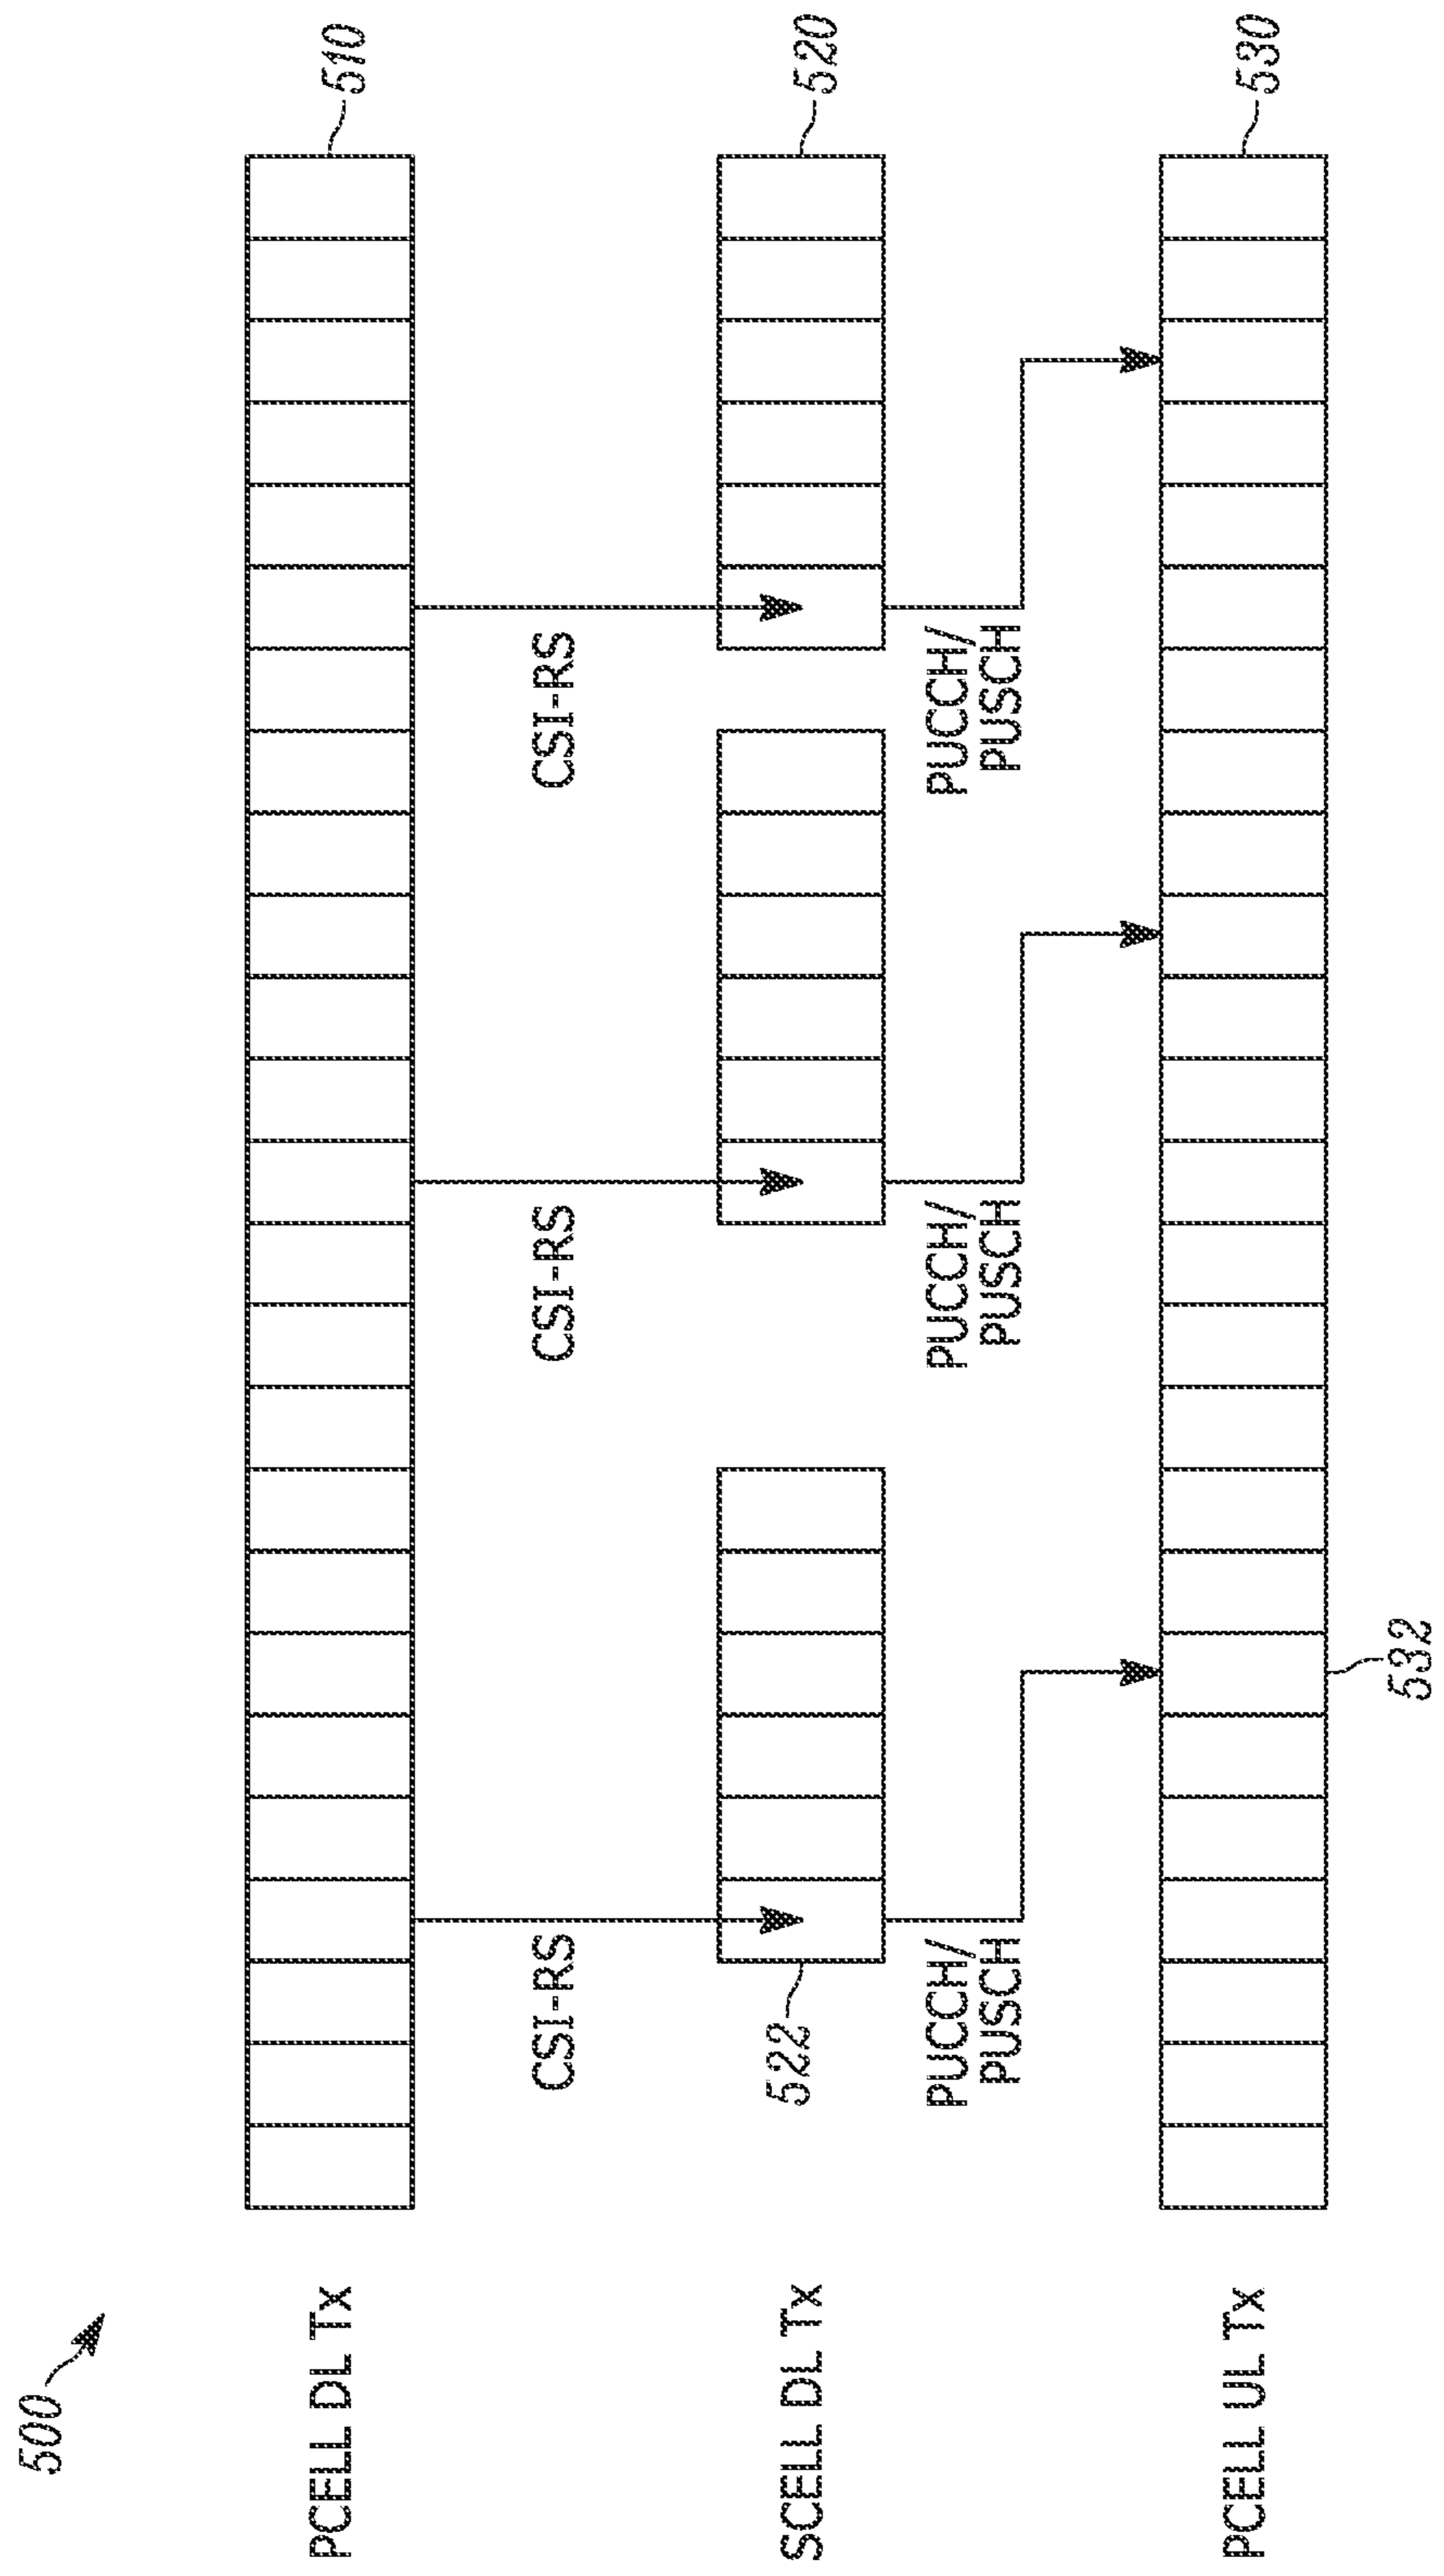 500
PCELL DL Tx
510
CSI-RS
CSI-RS
CSI-RS
SCELL DL Tx
522
520
PUCCH/
PUSCH
PUCCH/
PUSCH
PUCCH/
PUSCH
PCELL UL Tx
530
532